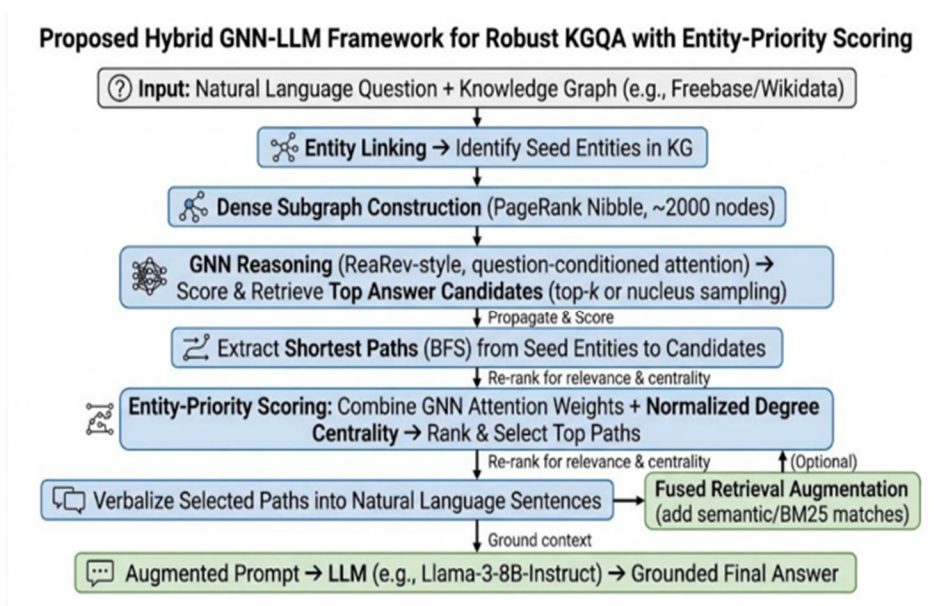 Proposed Hybrid GNN-LLM Framework for Robust KGQA with Entity-Priority Scoring
Input: Natural Language Question + Knowledge Graph (e.g., Freebase/Wikidata)
Entity Linking → Identify Seed Entities in KG
Dense Subgraph Construction (PageRank Nibble, ~2000 nodes)
GNN Reasoning (ReaRev-style, question-conditioned attention) →
Score & Retrieve Top Answer Candidates (top-k or nucleus sampling)
Propagate & Score
Extract Shortest Paths (BFS) from Seed Entities to Candidates
Re-rank for relevance & centrality
Entity-Priority Scoring: Combine GNN Attention Weights + Normalized Degree
Centrality → Rank & Select Top Paths
Re-rank for relevance & centrality
(Optional)
Verbalize Selected Paths into Natural Language Sentences
Fused Retrieval Augmentation
(add semantic/BM25 matches)
Ground context
Augmented Prompt → LLM (e.g., Llama-3-8B-Instruct) → Grounded Final Answer